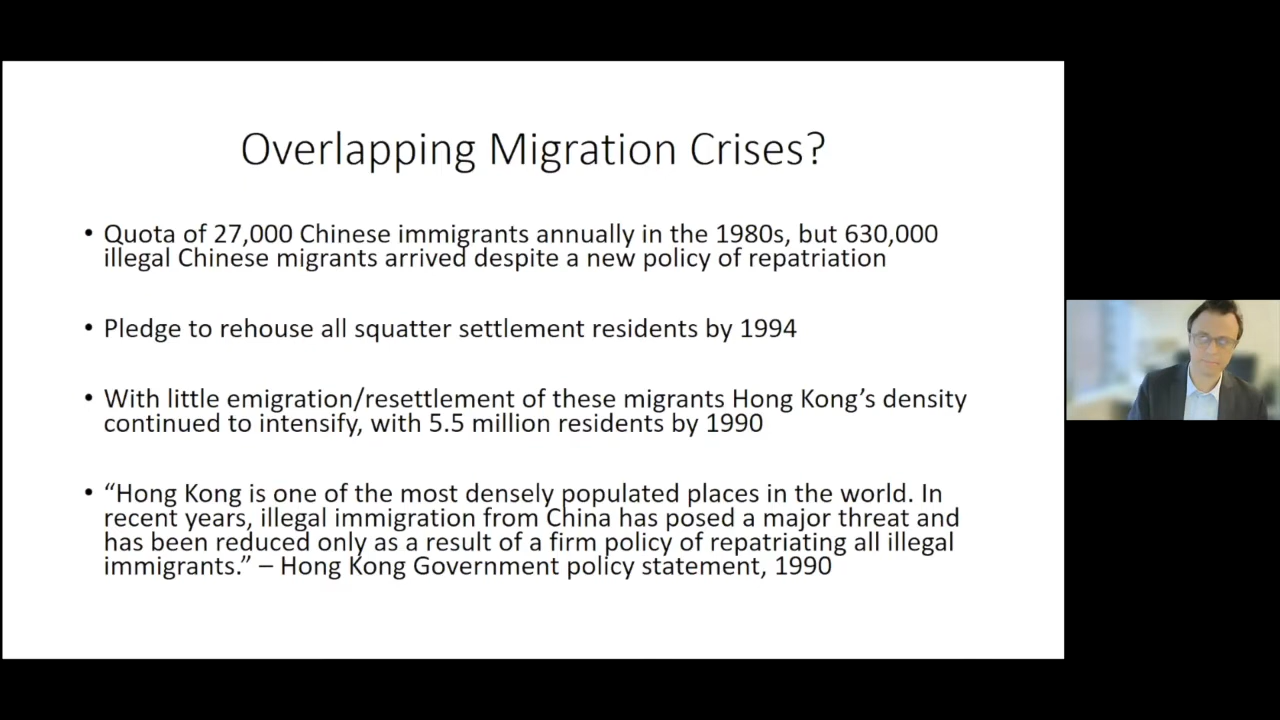 Overlapping Migration Crises?
• Quota of 27,000 Chinese immigrants annually in the 1980s, but 630,000
illegal Chinese migrants arrived despite a new policy of repatriation
• Pledge to rehouse all squatter settlement residents by 1994
• With little emigration/resettlement of these migrants Hong Kong’s density
continued to intensify, with 5.5 million residents by 1990
• “Hong Kong is one of the most densely populated places in the world. In
recent years, illegal immigration from China has posed a major threat and
has been reduced only as a result of a firm policy of repatriating all illegal
immigrants.” – Hong Kong Government policy statement, 1990